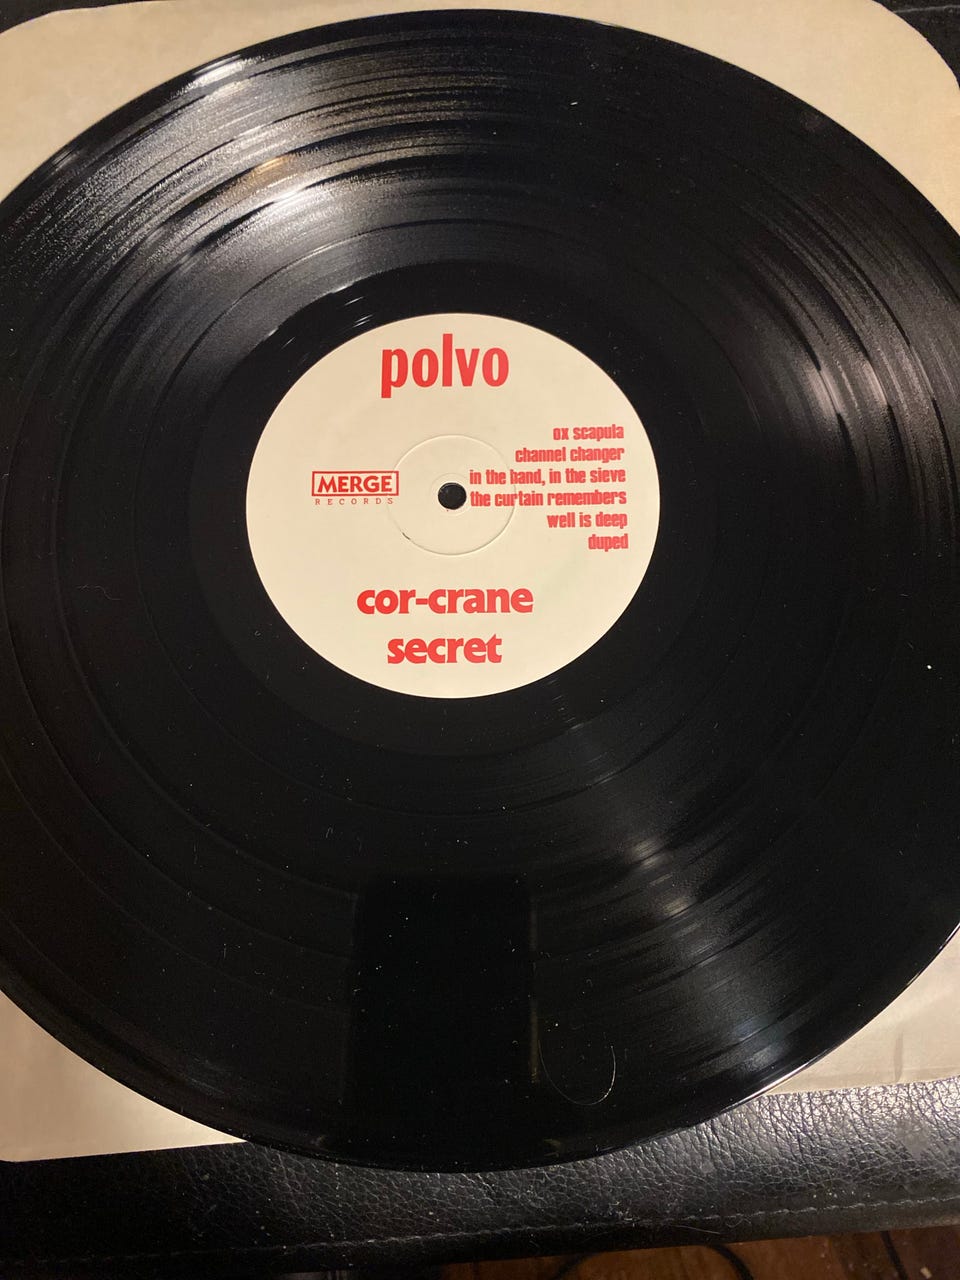 polvo
ox scapula
channel changer
in the hand, in the sieve
the curtain remembers
well is deep
duped
MERGE
RECORDS
cor-crane
secret